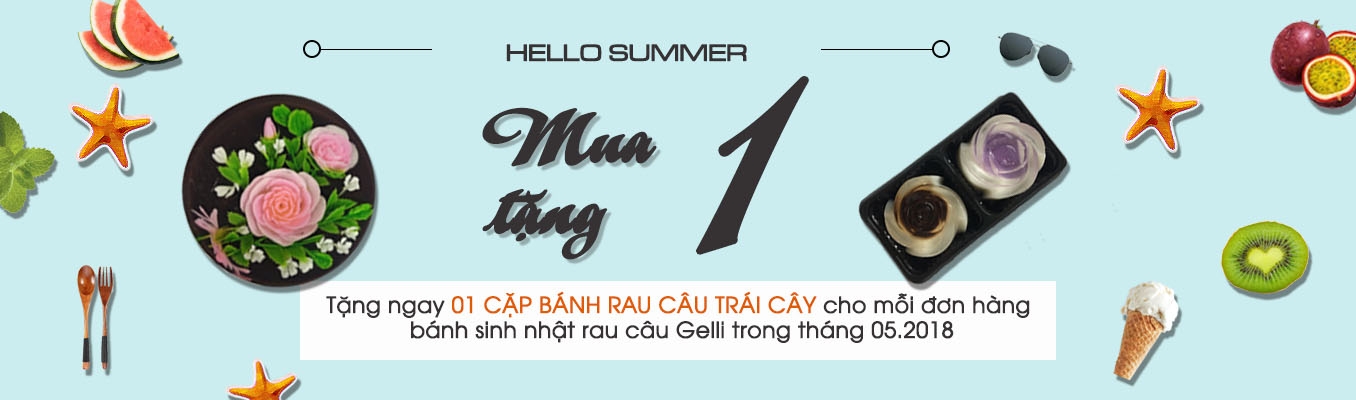 HELLO SUMMER
Mua 1
tặng
Tặng ngay 01 CẶP BÁNH RAU CÂU TRÁI CÂY cho mỗi đơn hàng
bánh sinh nhật rau câu Gelli trong tháng 05.2018